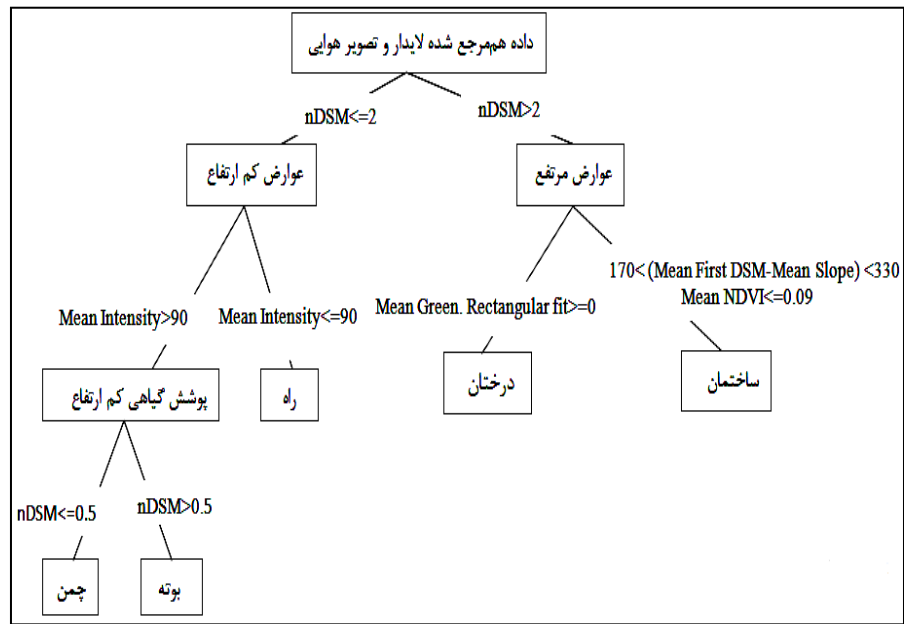 داده هم‌مرجع شده لایدار و تصویر هوایی
nDSM<=2
nDSM>2
عوارض کم ارتفاع
عوارض مرتفع
170< (Mean First DSM-Mean Slope) <330
Mean NDVI<=0.09
Mean Green. Rectangular fit>=0
Mean Intensity>90
Mean Intensity<=90
پوشش گیاهی کم ارتفاع
راه
درختان
ساختمان
nDSM<=0.5
nDSM>0.5
چمن
بوته